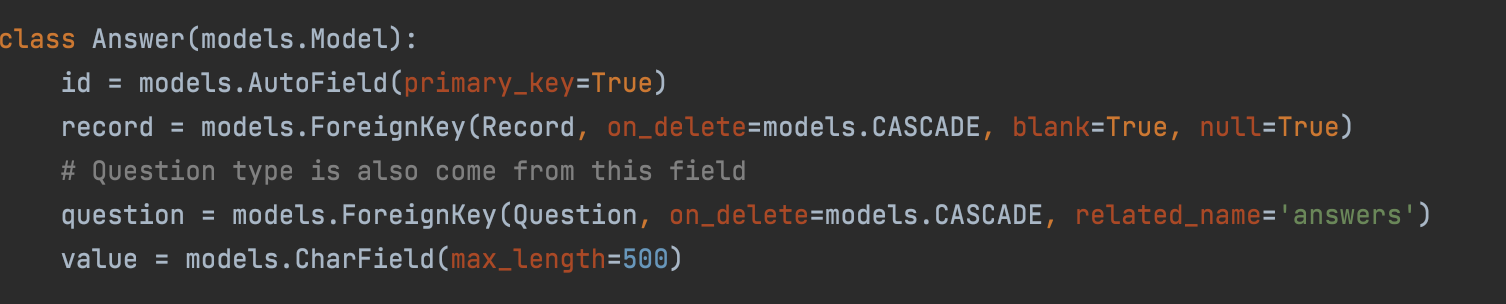 class Answer(models.Model):
    id = models.AutoField(primary_key=True)
    record = models.ForeignKey(Record, on_delete=models.CASCADE, blank=True, null=True)
    # Question type is also come from this field
    question = models.ForeignKey(Question, on_delete=models.CASCADE, related_name='answers')
    value = models.CharField(max_length=500)